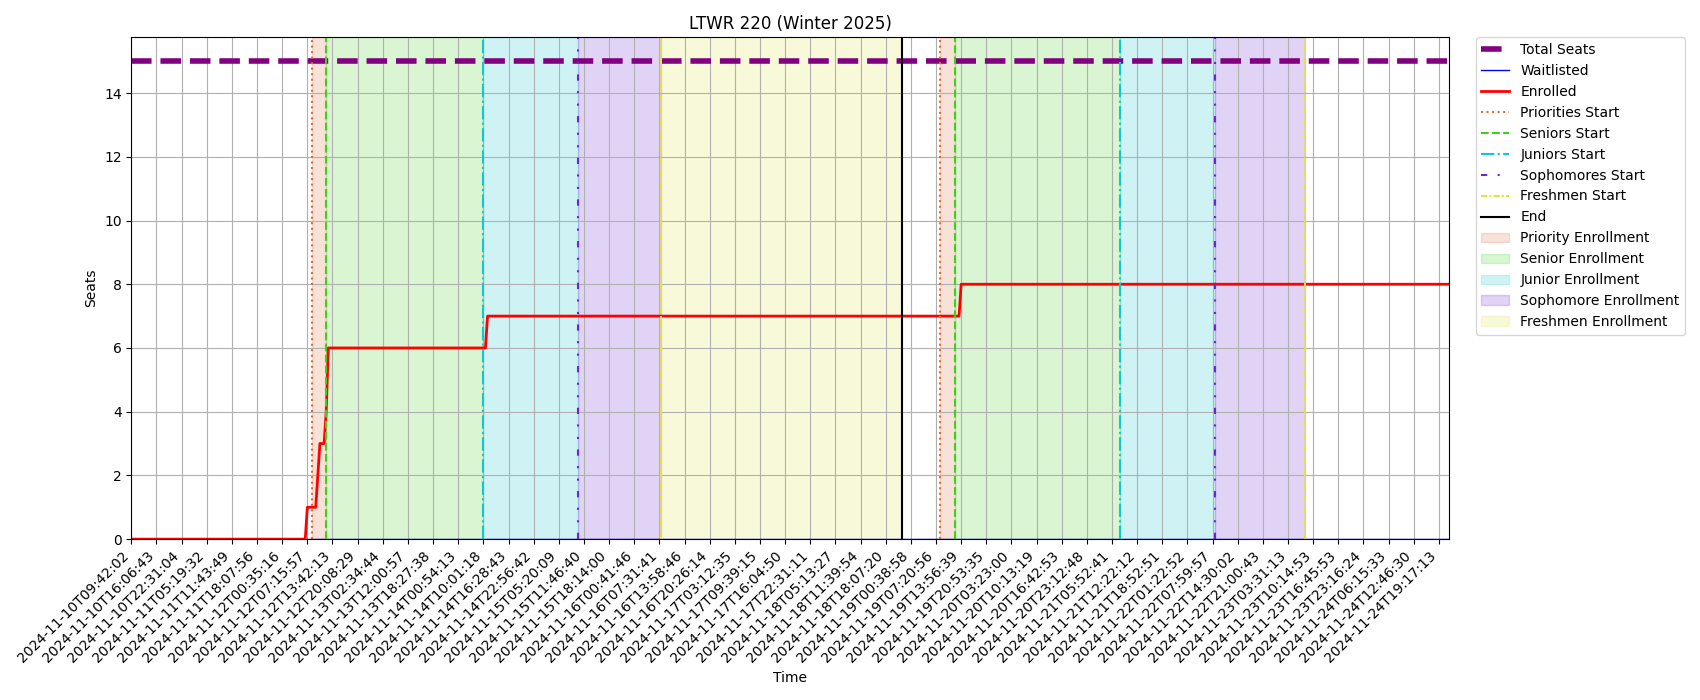 LTWR 220 (Winter 2025)
Total Seats
Waitlisted
Enrolled
Priorities Start
Seniors Start
Juniors Start
Sophomores Start
Freshmen Start
End
Priority Enrollment
Senior Enrollment
Junior Enrollment
Sophomore Enrollment
Freshmen Enrollment
Seats
14
12
10
8
6
4
2
0
2024-11-10T09:42:02
2024-11-10T16:06:43
2024-11-10T22:31:04
2024-11-11T05:19:32
2024-11-11T11:43:49
2024-11-11T18:07:56
2024-11-12T00:35:16
2024-11-12T07:15:57
2024-11-12T13:42:13
2024-11-12T20:08:29
2024-11-13T02:34:44
2024-11-13T12:00:57
2024-11-13T18:27:38
2024-11-14T00:54:13
2024-11-14T10:01:18
2024-11-14T16:28:43
2024-11-14T22:56:42
2024-11-15T05:20:09
2024-11-15T11:46:40
2024-11-15T18:14:00
2024-11-16T00:41:46
2024-11-16T07:31:41
2024-11-16T13:58:46
2024-11-16T20:26:14
2024-11-17T03:12:35
2024-11-17T09:39:15
2024-11-17T16:04:50
2024-11-17T22:31:11
2024-11-18T05:13:27
2024-11-18T11:39:54
2024-11-18T18:07:20
2024-11-19T00:38:58
2024-11-19T07:20:56
2024-11-19T13:56:39
2024-11-19T20:53:35
2024-11-20T03:23:00
2024-11-20T10:13:19
2024-11-20T16:42:53
2024-11-20T23:12:48
2024-11-21T05:52:41
2024-11-21T12:22:12
2024-11-21T18:52:51
2024-11-22T01:22:52
2024-11-22T07:59:57
2024-11-22T14:30:02
2024-11-22T21:00:43
2024-11-23T03:31:13
2024-11-23T10:14:53
2024-11-23T16:45:53
2024-11-23T23:16:24
2024-11-24T06:15:33
2024-11-24T12:46:30
2024-11-24T19:17:13
Time